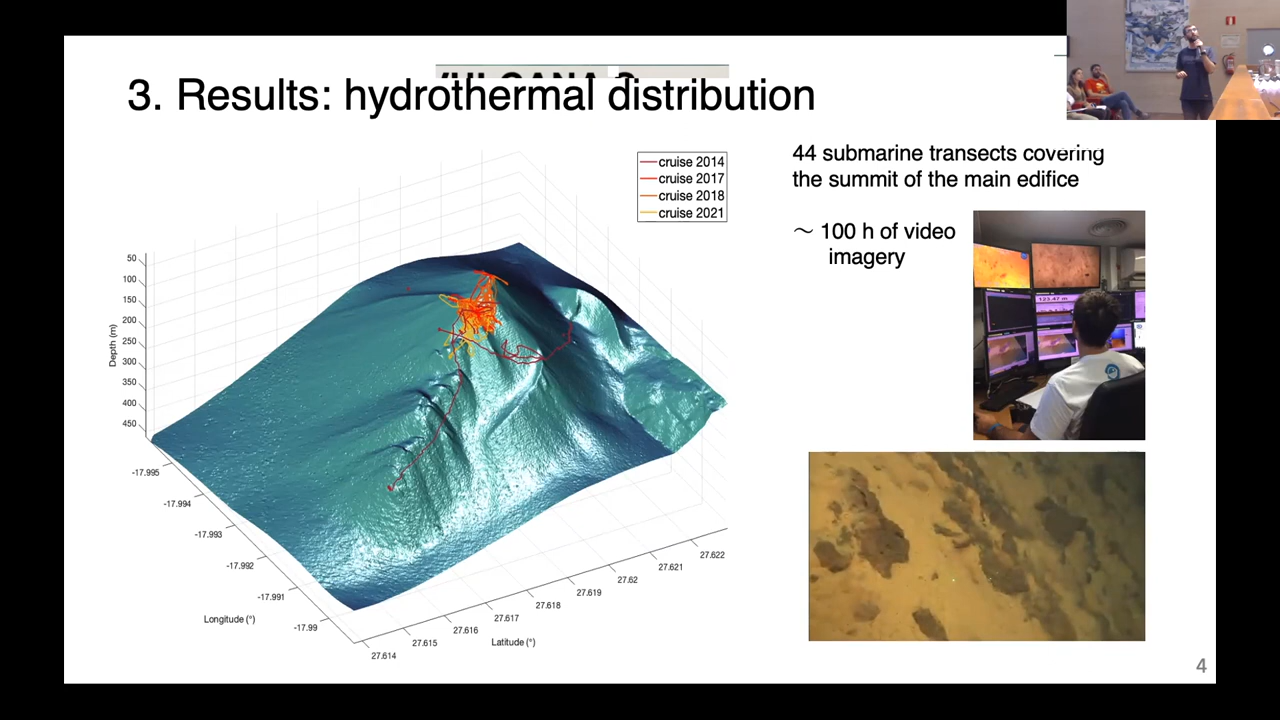 3. Results: hydrothermal distribution
44 submarine transects covering
the summit of the main edifice
~ 100 h of video
imagery
cruise 2014
cruise 2017
cruise 2018
cruise 2021
50
100
150
200
250
300
350
400
450
Depth (m)
-17.995
-17.994
-17.993
-17.992
-17.991
-17.99
Longitude (°)
27.614
27.615
27.616
27.617
27.618
27.619
27.62
27.621
27.622
Latitude (°)
123.47 m
4